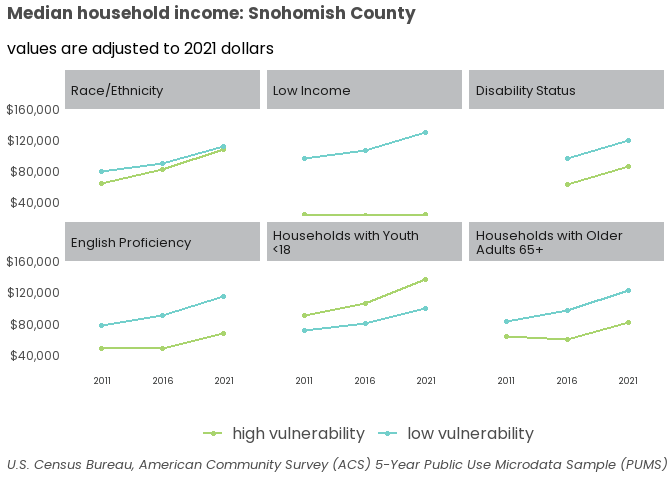 Median household income: Snohomish County
values are adjusted to 2021 dollars
Race/Ethnicity
Low Income
Disability Status
$160,000
$120,000
$80,000
$40,000
English Proficiency
Households with Youth
<18
Households with Older
Adults 65+
$160,000
$120,000
$80,000
$40,000
2011 2016 2021
2011 2016 2021
2011 2016 2021
high vulnerability
low vulnerability
U.S. Census Bureau, American Community Survey (ACS) 5-Year Public Use Microdata Sample (PUMS)